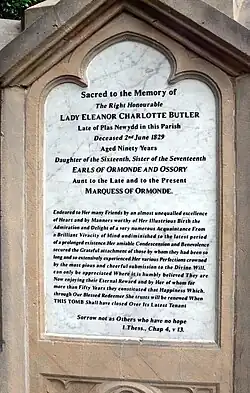 Sacred to the Memory of
The Right Honourable
LADY ELEANOR CHARLOTTE BUTLER
Late of Plas Newydd in this Parish
Deceased 2nd June 1829
Aged Ninety Years
Daughter of the Sixteenth, Sister of the Seventeenth
EARLS OF ORMONDE AND OSSORY
Aunt to the Late and to the Present
MARQUESS OF ORMONDE.
Endeared to Her many Friends by an almost unequalled excellence
of Heart and by Manners worthy of Her Illustrious Birth the
Admiration and Delight of a very numerous Acquaintance From
a Brilliant Vivacity of Mind undiminished to the latest period
of a prolonged existence Her amiable Condescension and Benevolence
secured the Grateful attachment of those by whom they had been so
long and so extensively experienced Her various Perfections crowned
by the most pious and cheerful submission to the Divine Will,
can only be appreciated Where it is humbly believed They are
Now enjoying their Eternal Reward and by Her of whom for
more than Fifty Years they constituted that Happiness Which,
through Our Blessed Redeemer She trusts will be renewed When
THIS TOMB Shall have closed Over Its Latest Tenant
Sorrow not as Others who have no hope
1.Thess., Chap 4, v 13.